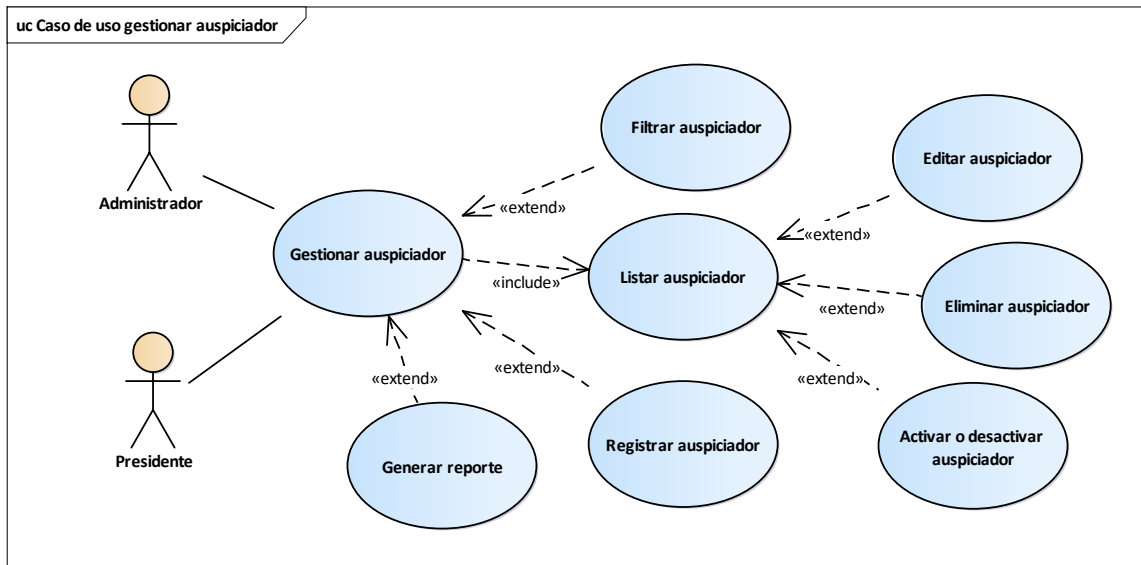 uc Caso de uso gestionar auspiciador
Administrador
Presidente
Gestionar auspiciador
Filtrar auspiciador
«extend»
«include»
Listar auspiciador
Editar auspiciador
«extend»
Eliminar auspiciador
«extend»
Activar o desactivar
auspiciador
«extend»
Registrar auspiciador
«extend»
Generar reporte
«extend»